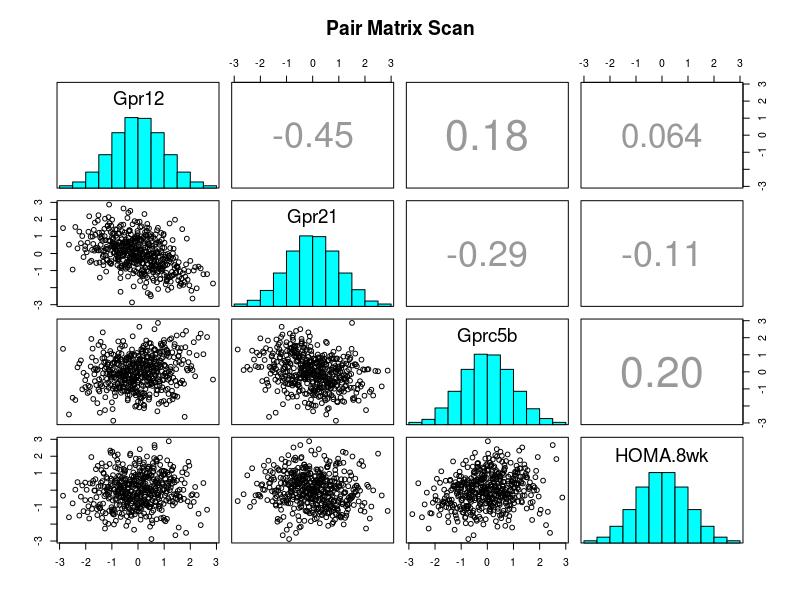 Pair Matrix Scan
-3 -2 -1 0 1 2 3 -3 -2 -1 0 1 2 3
Gpr12 -0.45 0.18 0.064 -3 -1 0 1 2 3
-3 -1 0 1 2 3 Gpr21 -0.29 -0.11
Gprc5b 0.20 -3 -1 0 1 2 3
-3 -1 1 2 3 HOMA.8wk
-3 -2 -1 0 1 2 3 -3 -2 -1 0 1 2 3